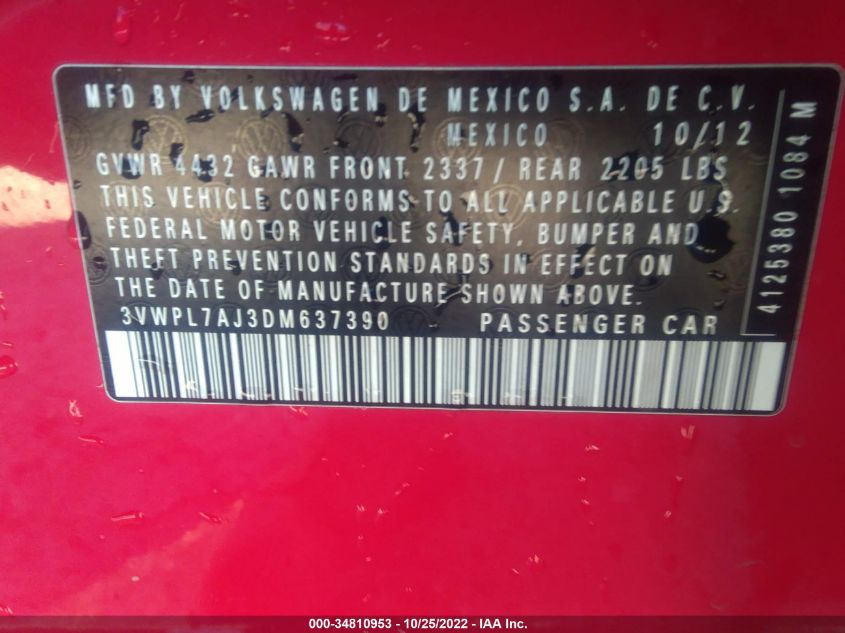 MFD BY VOLKSWAGEN DE MEXICO S.A. DE C.V.
MEXICO 10/12
GVWR 4432 GAWR FRONT 2337/ REAR 2205 LBS
THIS VEHICLE CONFORMS TO ALL APPLICABLE U.S.
FEDERAL MOTOR VEHICLE SAFETY, BUMPER AND
THEFT PREVENTION STANDARDS IN EFFECT ON
THE DATE OF MANUFACTURE SHOWN ABOVE.
3VWPL7AJ3DM637390 PASSENGER CAR
4125380 1084 M
000-34810953 - 10/25/2022 - IAA Inc.